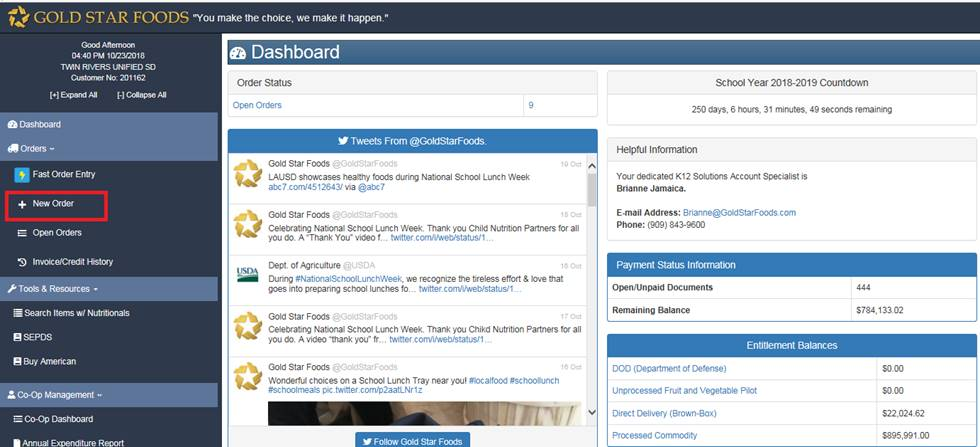 GOLD STAR FOODS "You make the choice, we make it happen."
Good Afternoon
04:40 PM 10/23/2018
TWIN RIVERS UNIFIED SD
Customer No: 201162
[+] Expand All [-] Collapse All
Dashboard
Orders
Fast Order Entry
New Order
Open Orders
Invoice/Credit History
Tools & Resources
Search Items w/ Nutritionals
SEPDS
Buy American
Co-Op Management
Co-Op Dashboard
Annual Expenditure Report
Dashboard
Order Status
Open Orders 9
Tweets From @GoldStarFoods.
Gold Star Foods @GoldStarFoods 19 Oct
LAUSD showcases healthy foods during National School Lunch Week
abc7.com/4512643/ via @abc7
Gold Star Foods @GoldStarFoods 18 Oct
Celebrating National School Lunch Week. Thank you Child Nutrition Partners for all
you do. A "Thank You" video f... twitter.com/i/web/status/1...
USDA
Dept. of Agriculture @USDA 16 Oct
During #NationalSchoolLunchWeek, we recognize the tireless effort & love that
goes into preparing school lunches fo... twitter.com/i/web/status/1...
Gold Star Foods @GoldStarFoods 17 Oct
Celebrating National School Lunch Week. Thank you Chikd Nutrition Partners for all
you do. A video "thank you" fr... twitter.com/i/web/status/1...
Gold Star Foods @GoldStarFoods 16 Oct
Wonderful choices on a School Lunch Tray near you! #localfood #schoollunch
#schoolmeals pic.twitter.com/p2aatLNr1z
Follow Gold Star Foods
School Year 2018-2019 Countdown
250 days, 6 hours, 31 minutes, 49 seconds remaining
Helpful Information
Your dedicated K12 Solutions Account Specialist is
Brianne Jamaica.
E-mail Address: Brianne@GoldStarFoods.com
Phone: (909) 843-9600
Payment Status Information
Open/Unpaid Documents 444
Remaining Balance $784,133.02
Entitlement Balances
DOD (Department of Defense) $0.00
Unprocessed Fruit and Vegetable Pilot $0.00
Direct Delivery (Brown-Box) $22,024.62
Processed Commodity $895,991.00